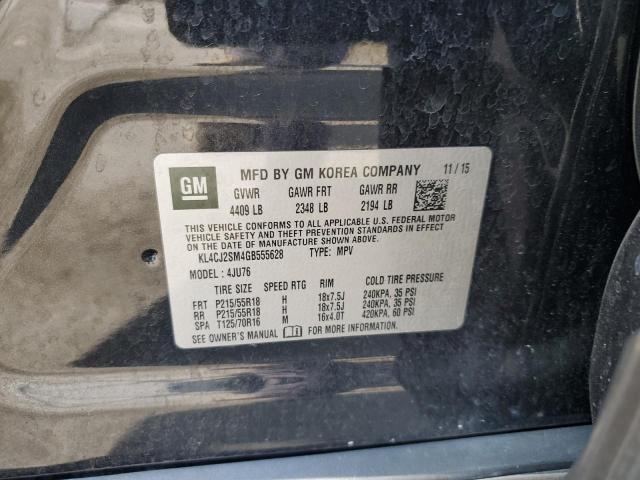 GM
MFD BY GM KOREA COMPANY 11/15
GVWR GAWR FRT GAWR RR
4409 LB 2348 LB 2194 LB
THIS VEHICLE CONFORMS TO ALL APPLICABLE U.S. FEDERAL MOTOR
VEHICLE SAFETY AND THEFT PREVENTION STANDARDS IN EFFECT
ON THE DATE OF MANUFACTURE SHOWN ABOVE.
KL4CJ2SM4GB555628 TYPE: MPV
MODEL: 4JU76
TIRE SIZE SPEED RTG RIM COLD TIRE PRESSURE
FRT P215/55R18 H 18x7.5J 240KPA, 35 PSI
RR P215/55R18 H 18x7.5J 240KPA, 35 PSI
SPA T125/70R16 M 16x4.0T 420KPA, 60 PSI
SEE OWNER'S MANUAL FOR MORE INFORMATION.